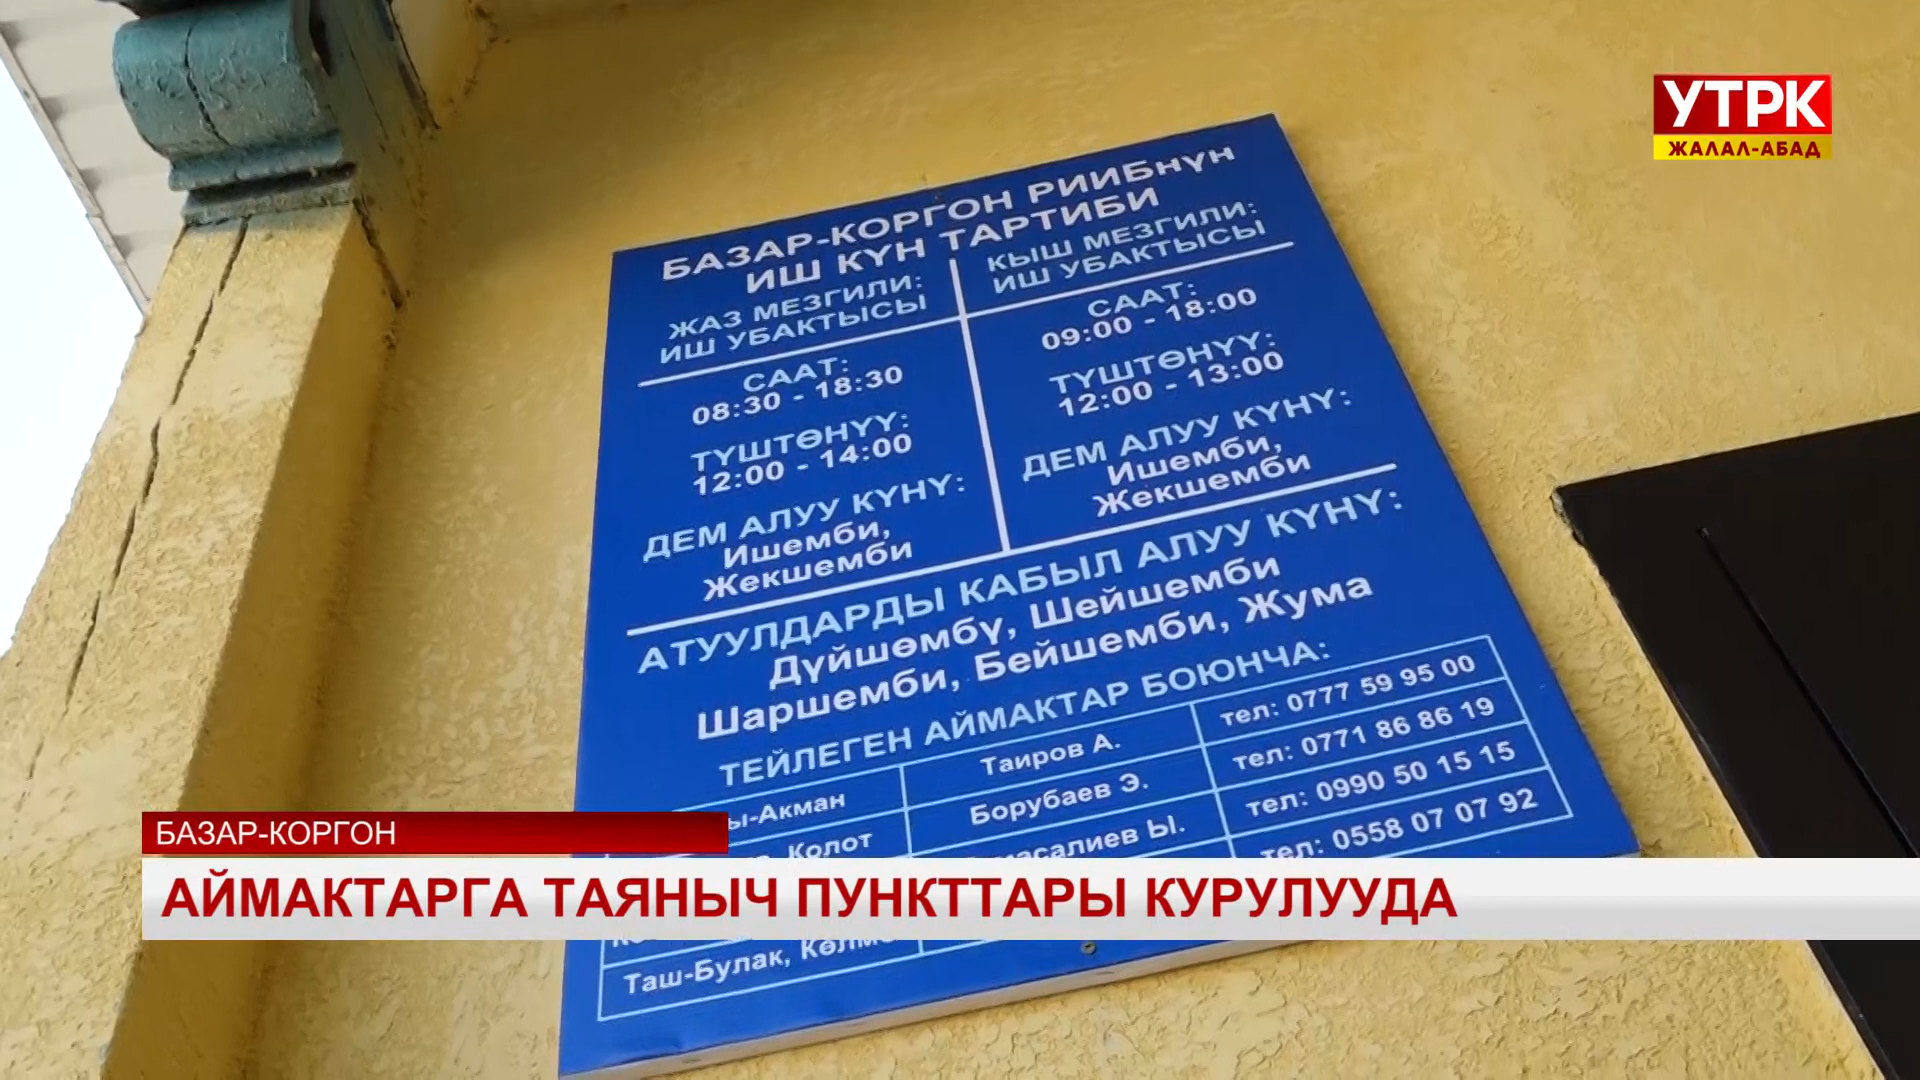 УТРК
ЖАЛАЛ-АБАД
БАЗАР-КОРГОН РИИБНҮН
ИШ КҮН ТАРТИБИ
ЖАЗ МЕЗГИЛИ:
ИШ УБАКТЫСЫ
СААТ:
08:30 - 18:30
ТҮШТӨНҮҮ:
12:00 - 14:00
ДЕМ АЛУУ КҮНҮ:
Ишемби,
Жекшемби
КЫШ МЕЗГИЛИ:
ИШ УБАКТЫСЫ
СААТ:
09:00 - 18:00
ТҮШТӨНҮҮ:
12:00 - 13:00
ДЕМ АЛУУ КҮНҮ:
Ишемби,
Жекшемби
АТУУЛДАРДЫ КАБЫЛ АЛУУ КҮНҮ:
Дүйшөмбү, Шейшемби
Шаршемби, Бейшемби, Жума
ТЕЙЛЕГЕН АЙМАКТАР БОЮНЧА:
Таиров А. тел: 0777 59 95 00
Борубаев Э. тел: 0771 86 86 19
Колот
тел: 0990 50 15 15
тел: 0558 07 07 92
Таш-Булак,
БАЗАР-КОРГОН
АЙМАКТАРГА ТАЯНЫЧ ПУНКТТАРЫ КУРУЛУУДА